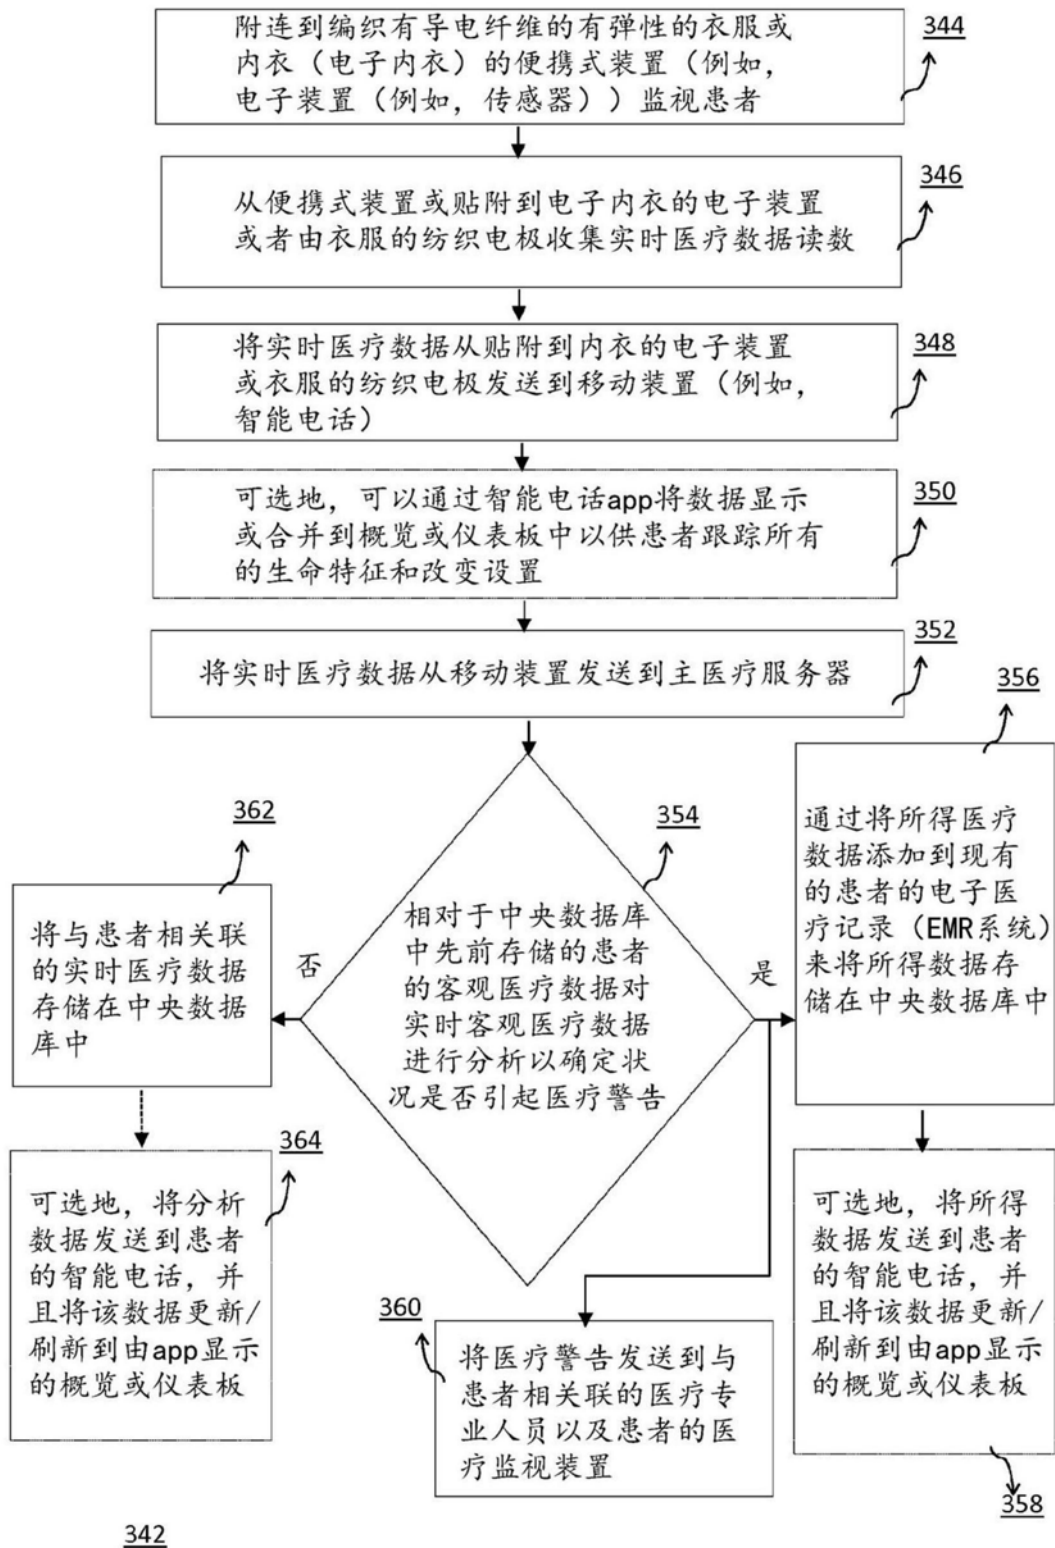 附连到编织有导电纤维的有弹性的衣服或
内衣（电子内衣）的便携式装置（例如，
电子装置（例如，传感器））监视患者
344
从便携式装置或贴附到电子内衣的电子装置
或者由衣服的纺织电极收集实时医疗数据读数
346
将实时医疗数据从贴附到内衣的电子装置
或衣服的纺织电极发送到移动装置（例如，
智能电话）
348
可选地，可以通过智能电话app将数据显示
或合并到概览或仪表板中以供患者跟踪所有
的生命特征和改变设置
350
将实时医疗数据从移动装置发送到主医疗服务器
352
相对于中央数据库
中先前存储的患者
的客观医疗数据对
实时客观医疗数据
进行分析以确定状
况是否引起医疗警告
354
是
通过将所得医疗
数据添加到现有
的患者的电子医
疗记录（EMR系统）
来将所得数据存
储在中央数据库中
356
可选地，将所得
数据发送到患者
的智能电话，并
且将该数据更新/
刷新到由app显示
的概览或仪表板
358
将医疗警告发送到与
患者相关联的医疗专
业人员以及患者的医
疗监视装置
360
否
将与患者相关联
的实时医疗数据
存储在中央数据
库中
362
可选地，将分析
数据发送到患者
的智能电话，并
且将该数据更新/
刷新到由app显示
的概览或仪表板
364
342